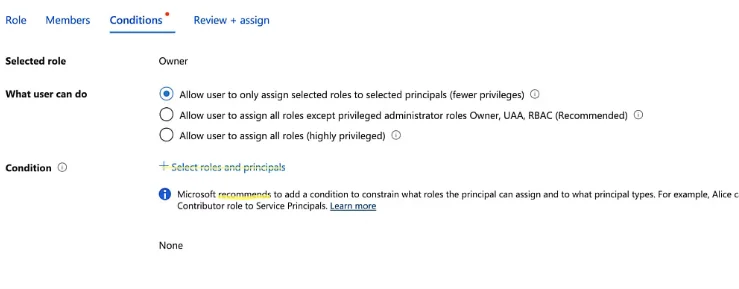 Role Members Conditions Review + assign
Selected role Owner
What user can do Allow user to only assign selected roles to selected principals (fewer privileges)
Allow user to assign all roles except privileged administrator roles Owner, UAA, RBAC (Recommended)
Allow user to assign all roles (highly privileged)
Condition + Select roles and principals
Microsoft recommends to add a condition to constrain what roles the principal can assign and to what principal types. For example, Alice c
Contributor role to Service Principals. Learn more
None